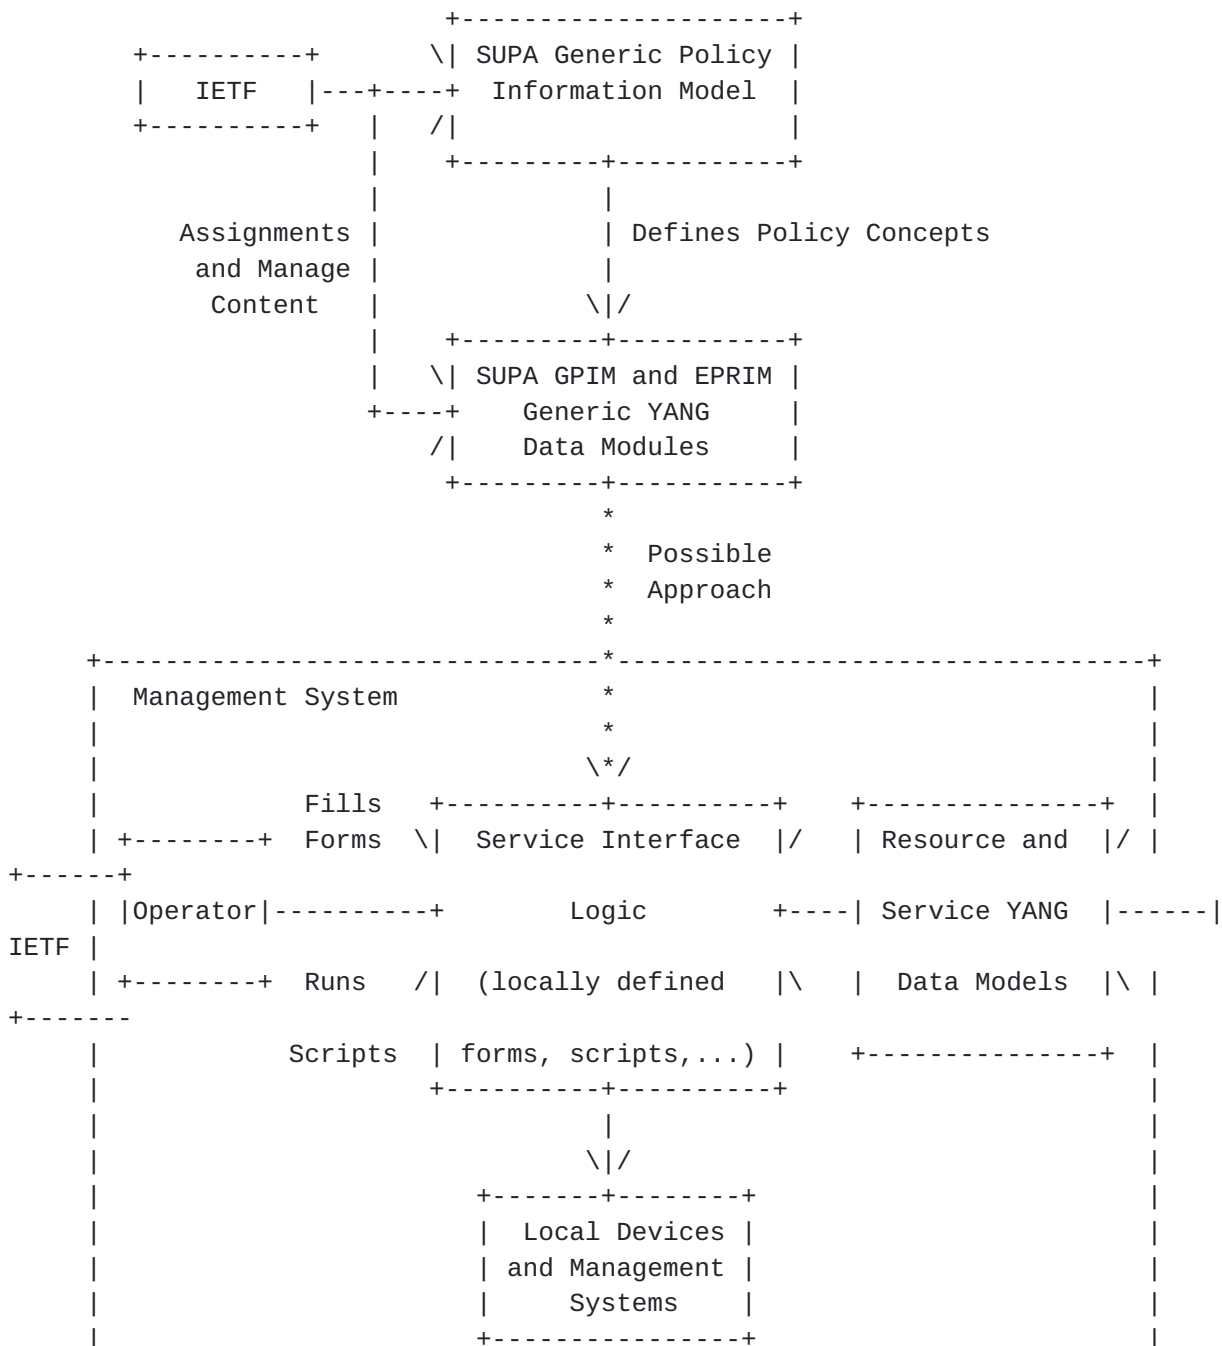 +---------------------+
        +----------+       \| SUPA Generic Policy |
        |   IETF   |---+----+  Information Model  |
        +----------+   |   /|                     |
                       |    +---------+-----------+
                       |              |
           Assignments |              | Defines Policy Concepts
            and Manage |              |
             Content   |             \|/
                       |    +---------+-----------+
                       |   \| SUPA GPIM and EPRIM |
                       +----+    Generic YANG     |
                           /|    Data Modules     |
                            +---------+-----------+
                                      *
                                      *  Possible
                                      *  Approach
                                      *
     +--------------------------------*----------------------------------+
     |  Management System             *                                  |
     |                                *                                  |
     |                               \*/                                 |
     |             Fills   +----------+----------+    +---------------+  |
     | +--------+  Forms  \|  Service Interface  |/   | Resource and  |/ |
+------+
     | |Operator|----------+        Logic        +----| Service YANG  |------|
IETF |
     | +--------+  Runs   /|  (locally defined   |\   |  Data Models  |\ |
+-------
     |            Scripts  | forms, scripts,...) |    +---------------+  |
     |                     +----------+----------+                       |
     |                                |                                  |
     |                               \|/                                 |
     |                        +-------+--------+                         |
     |                        |  Local Devices |                         |
     |                        | and Management |                         |
     |                        |     Systems    |                         |
     |                        +----------------+                         |